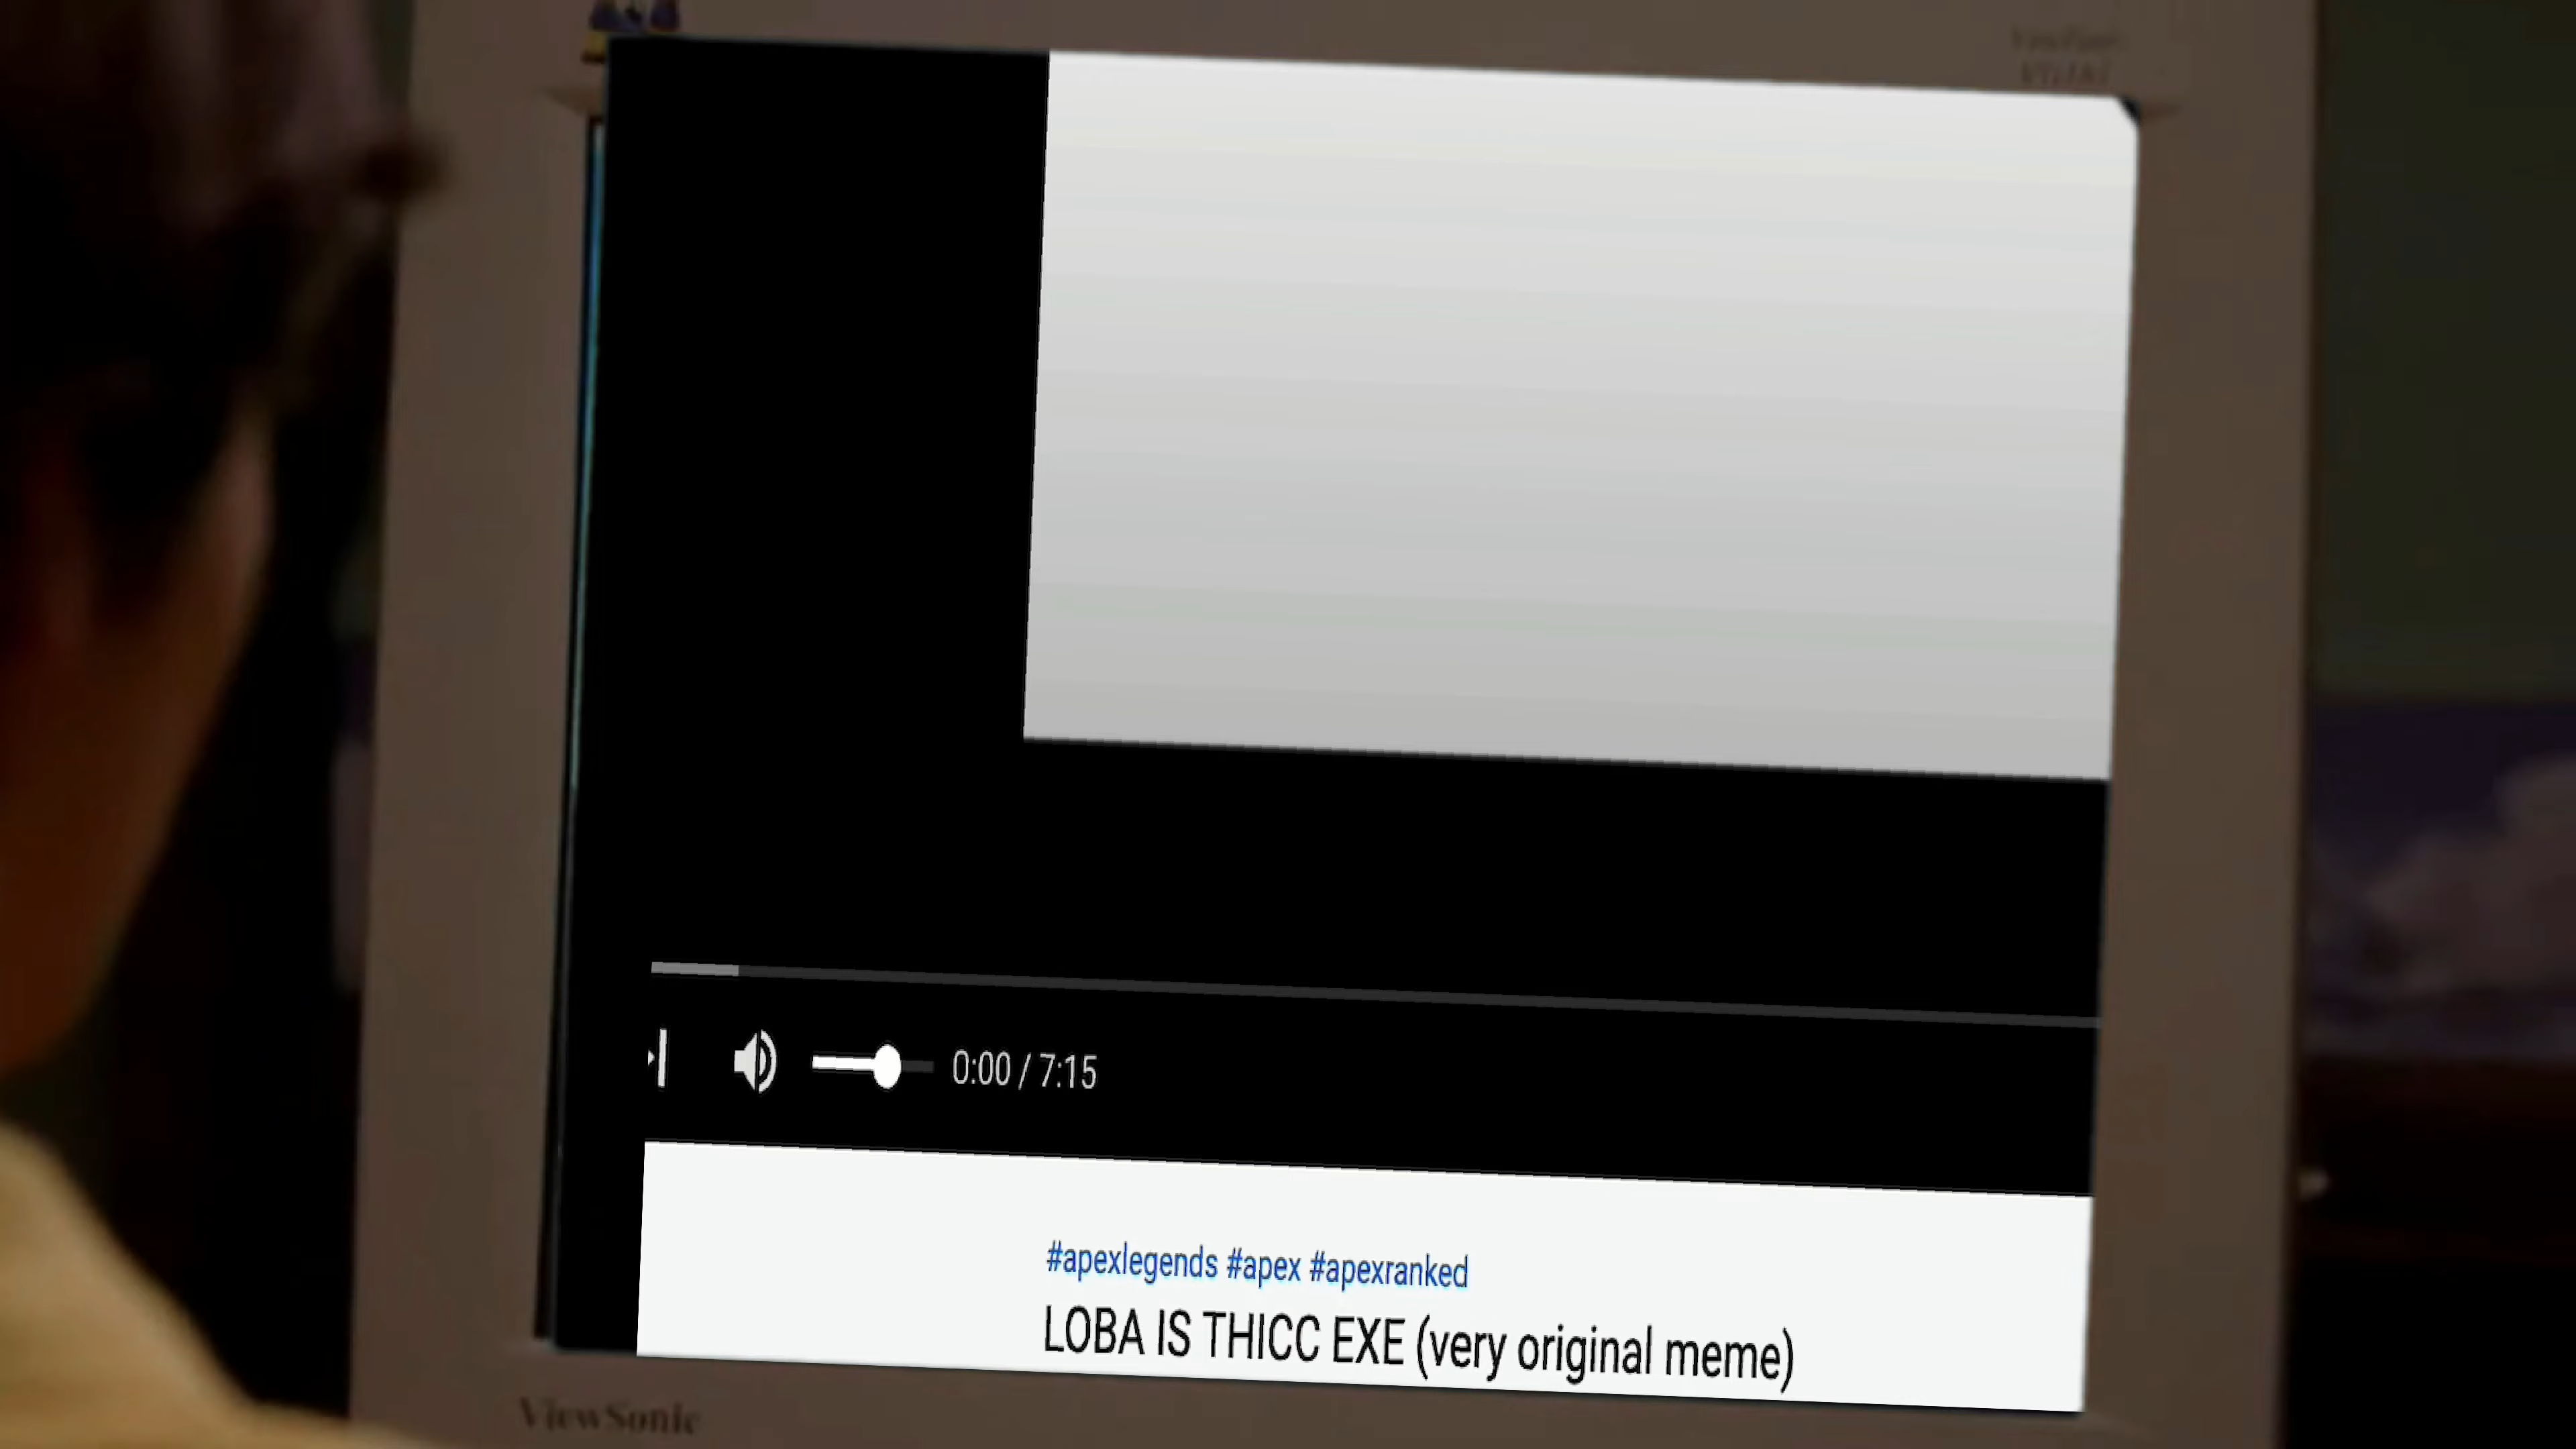 0:00 / 7:15
#apexlegends #apex #apexranked
LOBA IS THICC EXE (very original meme)
ViewSonic